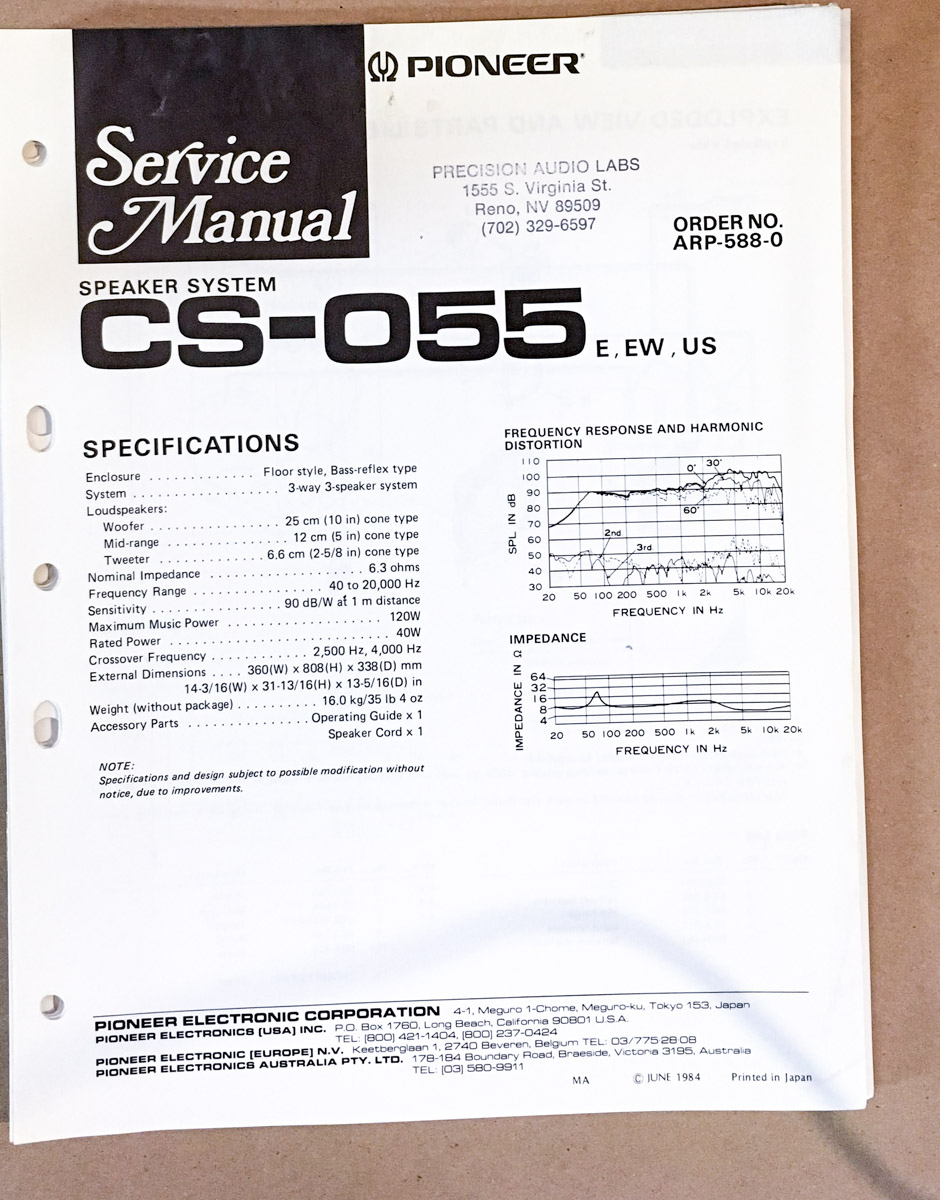 PIONEER®
Service
Manual
PRECISION AUDIO LABS
1555 S. Virginia St.
Reno, NV 89509
(702) 329-6597
ORDER NO.
ARP-588-0
SPEAKER SYSTEM
CS-055 E, EW, US
SPECIFICATIONS
Enclosure . . . . . . . . . . . . Floor style, Bass-reflex type
System . . . . . . . . . . . . . . . . . . 3-way 3-speaker system
Loudspeakers:
Woofer . . . . . . . . . . . . . . . . 25 cm (10 in) cone type
Mid-range . . . . . . . . . . . . . . 12 cm (5 in) cone type
Tweeter . . . . . . . . . . . . . 6.6 cm (2-5/8 in) cone type
Nominal Impedance . . . . . . . . . . . . . . . . . . . 6.3 ohms
Frequency Range . . . . . . . . . . . . . . . . 40 to 20,000 Hz
Sensitivity . . . . . . . . . . . . . . . 90 dB/W at 1 m distance
Maximum Music Power . . . . . . . . . . . . . . . . . . 120W
Rated Power . . . . . . . . . . . . . . . . . . . . . . . . . 40W
Crossover Frequency . . . . . . . . . . . 2,500 Hz, 4,000 Hz
External Dimensions . . . . 360(W) x 808(H) x 338(D) mm
14-3/16(W) x 31-13/16(H) x 13-5/16(D) in
Weight (without package) . . . . . . . . . . 16.0 kg/35 lb 4 oz
Accessory Parts . . . . . . . . . . . . . . Operating Guide x 1
Speaker Cord x 1
NOTE:
Specifications and design subject to possible modification without
notice, due to improvements.
FREQUENCY RESPONSE AND HARMONIC
DISTORTION
SPL IN dB
110
100
90
80
70
60
50
40
30
0°
30°
60°
2nd
3rd
20 50 100 200 500 1k 2k 5k 10k 20k
FREQUENCY IN Hz
IMPEDANCE
IMPEDANCE IN Ω
64
32
16
8
4
20 50 100 200 500 1k 2k 5k 10k 20k
FREQUENCY IN Hz
PIONEER ELECTRONIC CORPORATION 4-1, Meguro 1-Chome, Meguro-ku, Tokyo 153, Japan
PIONEER ELECTRONICS [USA] INC. P.O. Box 1760, Long Beach, California 90801 U.S.A.
TEL: [800] 421-1404, [800] 237-0424
PIONEER ELECTRONIC [EUROPE] N.V. Keetberglaan 1, 2740 Beveren, Belgium TEL: 03/775·28·08
PIONEER ELECTRONICS AUSTRALIA PTY. LTD. 178-184 Boundary Road, Braeside, Victoria 3195, Australia
TEL: [03] 580-9911
MA © JUNE 1984 Printed in Japan